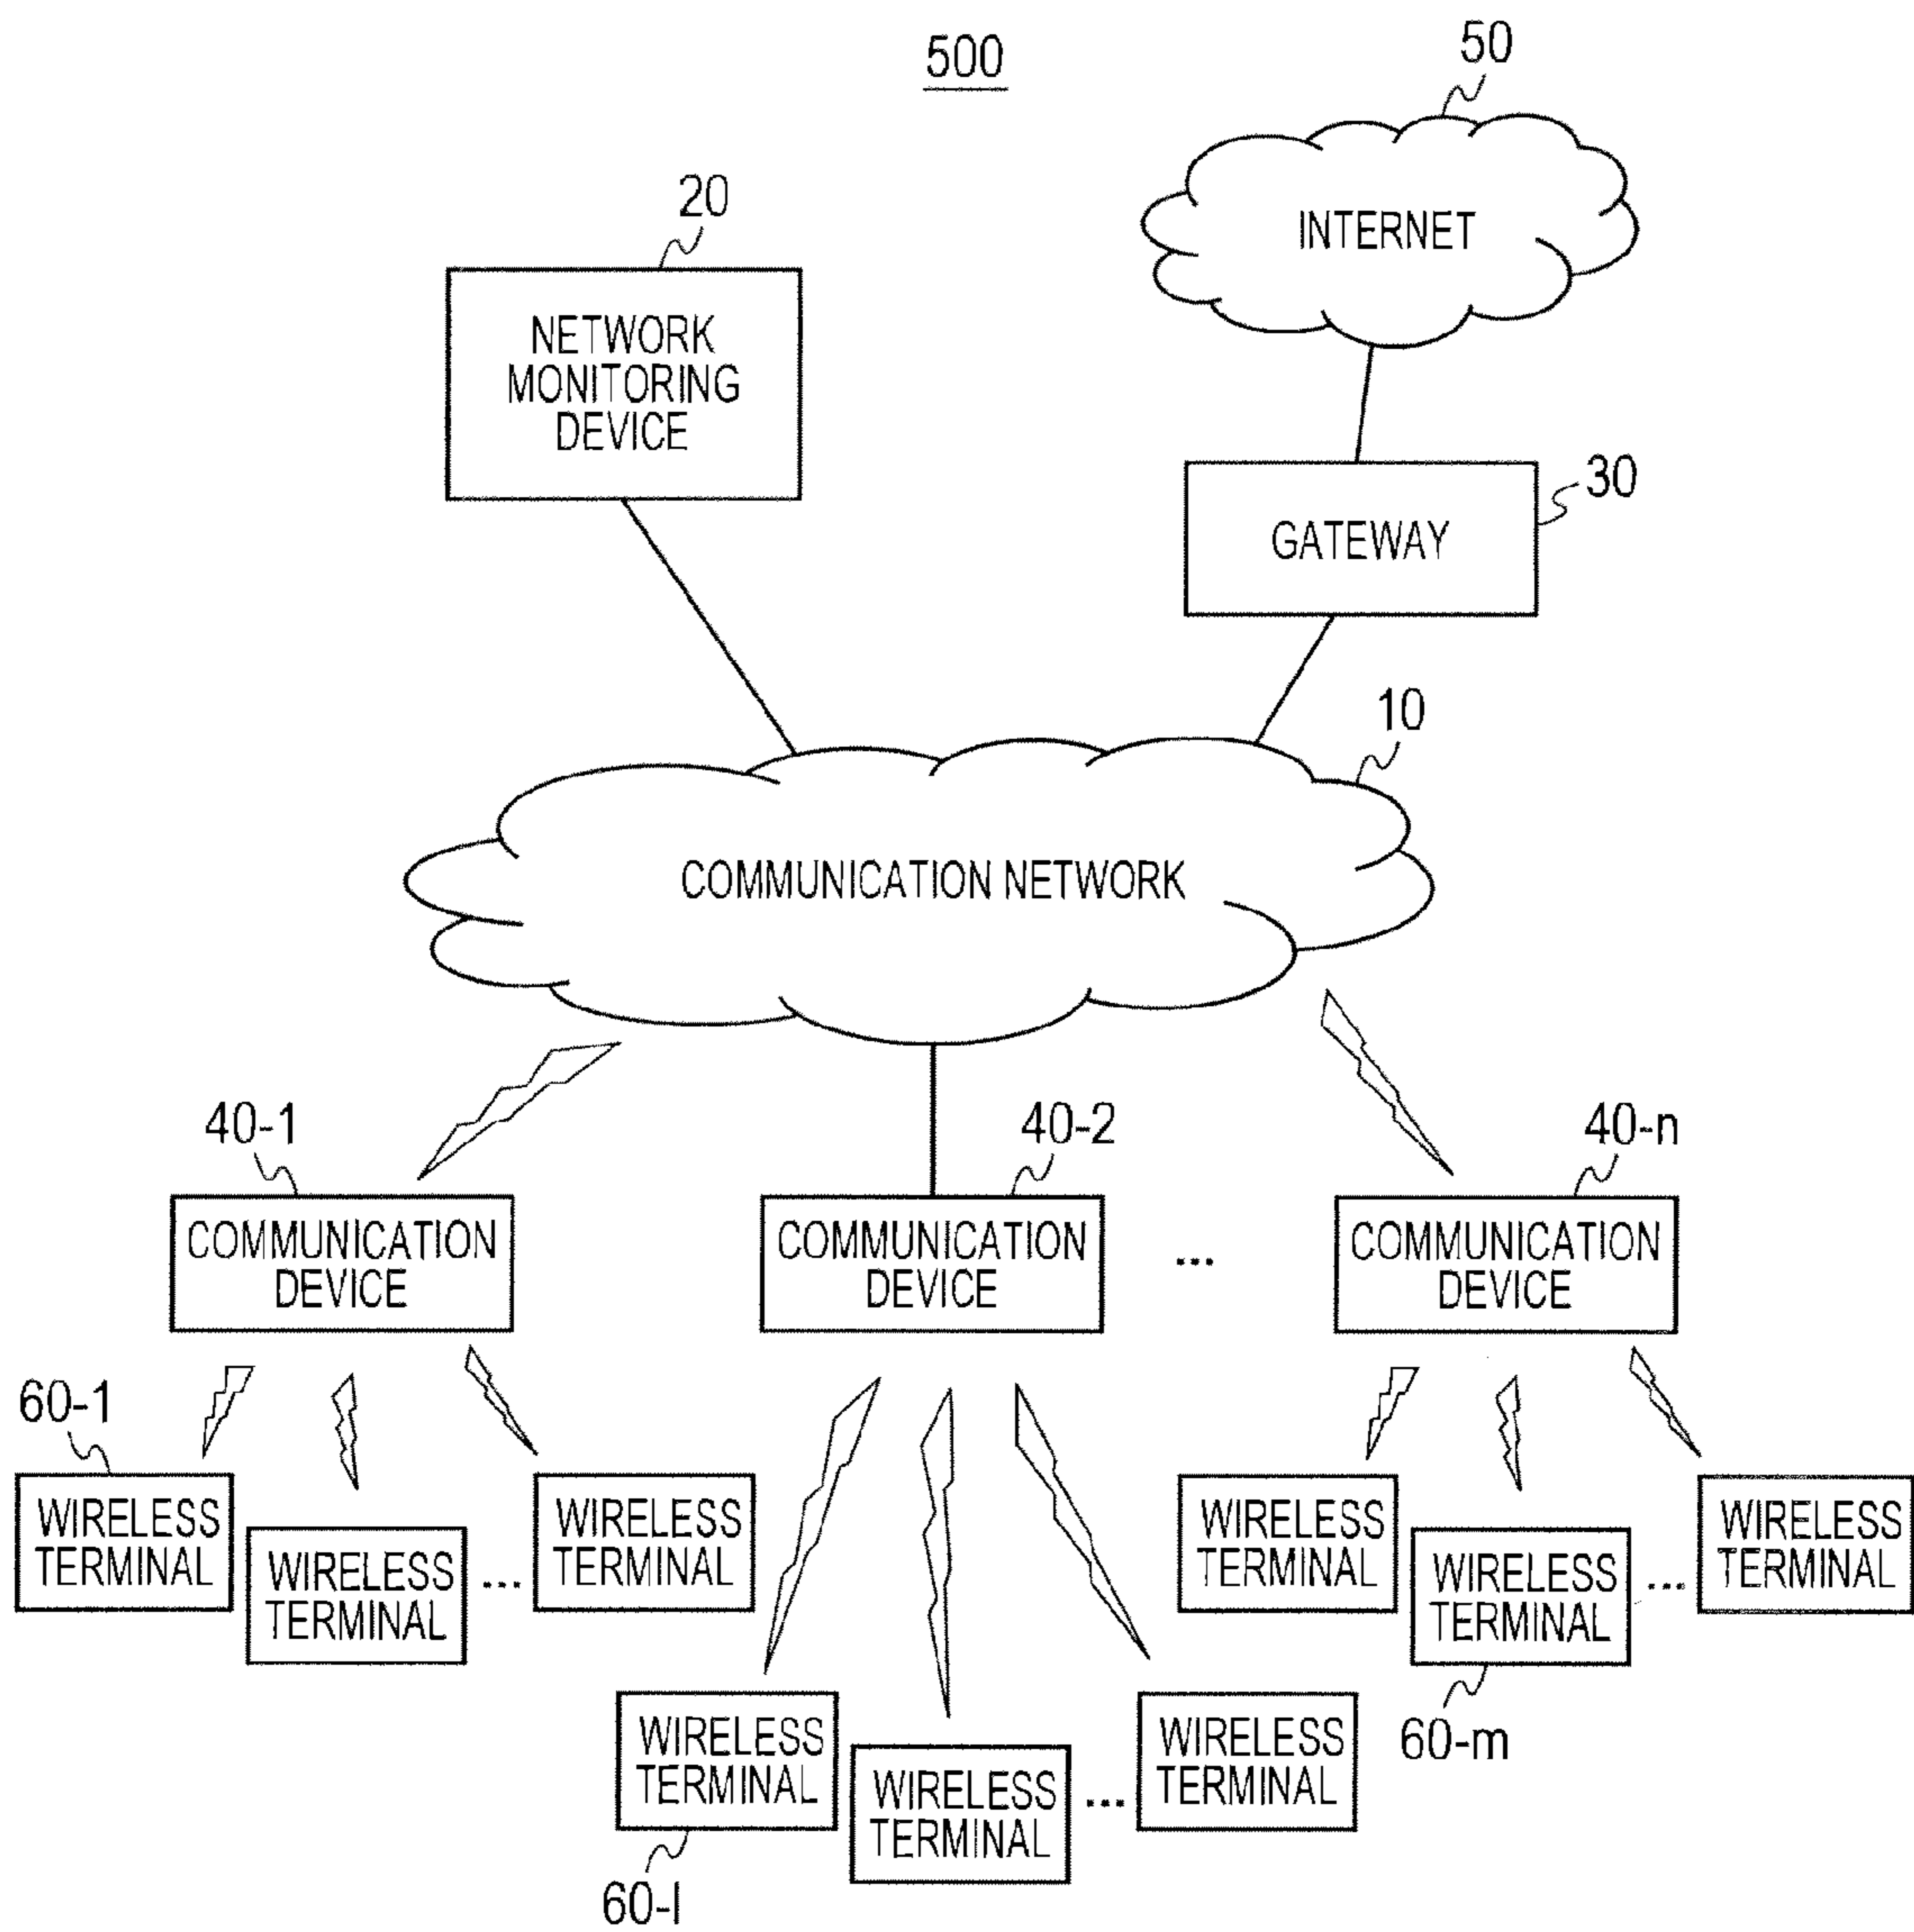 500
50
INTERNET
20
NETWORK
MONITORING
DEVICE
30
GATEWAY
10
COMMUNICATION NETWORK
40-1
COMMUNICATION
DEVICE
40-2
COMMUNICATION
DEVICE
...
40-n
COMMUNICATION
DEVICE
60-1
WIRELESS
TERMINAL
WIRELESS
TERMINAL
...
WIRELESS
TERMINAL
60-l
WIRELESS
TERMINAL
WIRELESS
TERMINAL
...
WIRELESS
TERMINAL
WIRELESS
TERMINAL
60-m
WIRELESS
TERMINAL
...
WIRELESS
TERMINAL